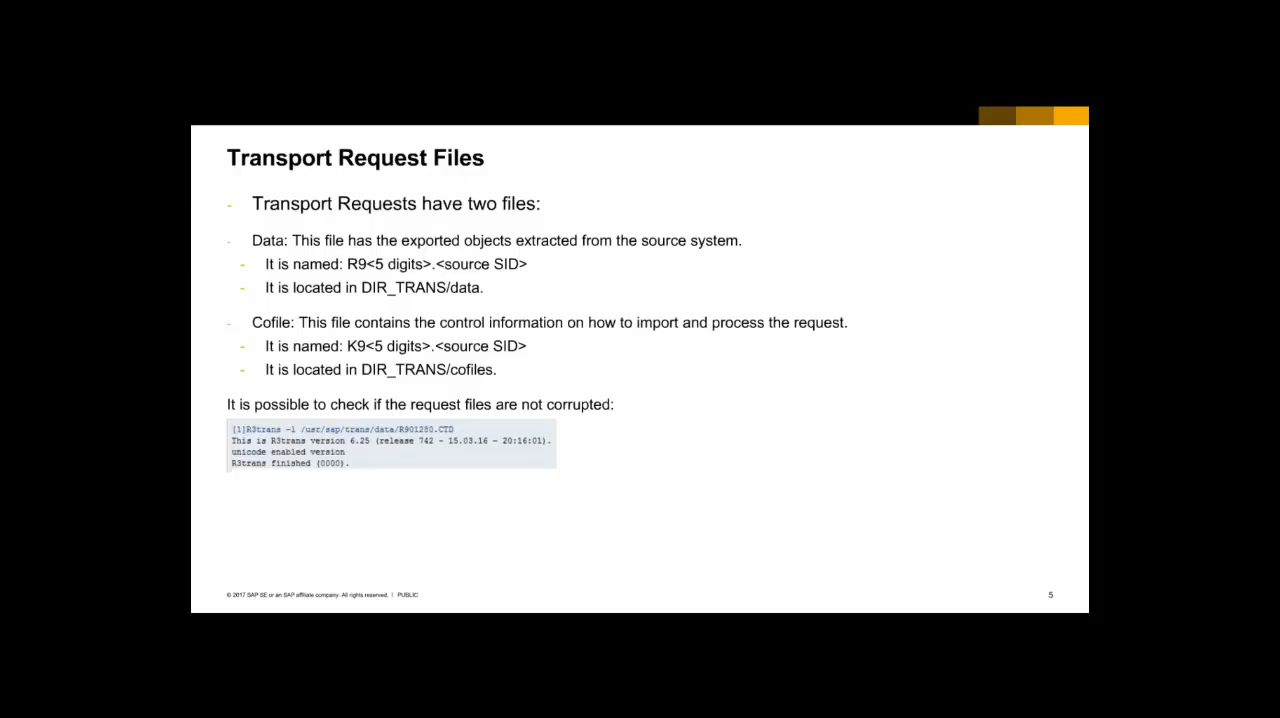 Transport Request Files
- Transport Requests have two files:
- Data: This file has the exported objects extracted from the source system.
- It is named: R9<5 digits>.<source SID>
- It is located in DIR_TRANS/data.
- Cofile: This file contains the control information on how to import and process the request.
- It is named: K9<5 digits>.<source SID>
- It is located in DIR_TRANS/cofiles.
It is possible to check if the request files are not corrupted:
[1]R3trans -l /usr/sap/trans/data/R901280.CTD
This is R3trans version 6.25 (release 742 - 15.03.16 - 20:16:01).
unicode enabled version
R3trans finished (0000).
© 2017 SAP SE or an SAP affiliate company. All rights reserved. | PUBLIC
5